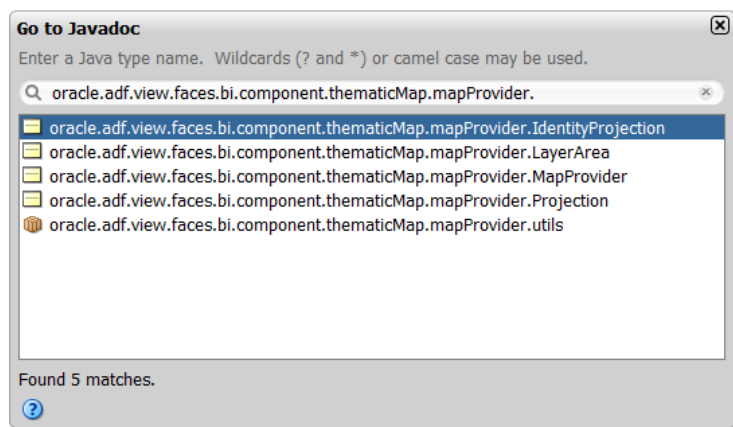 Go to Javadoc
Enter a Java type name. Wildcards (? and *) or camel case may be used.
oracle.adf.view.faces.bi.component.thematicMap.mapProvider.
oracle.adf.view.faces.bi.component.thematicMap.mapProvider.IdentityProjection
oracle.adf.view.faces.bi.component.thematicMap.mapProvider.LayerArea
oracle.adf.view.faces.bi.component.thematicMap.mapProvider.MapProvider
oracle.adf.view.faces.bi.component.thematicMap.mapProvider.Projection
oracle.adf.view.faces.bi.component.thematicMap.mapProvider.utils
Found 5 matches.
?